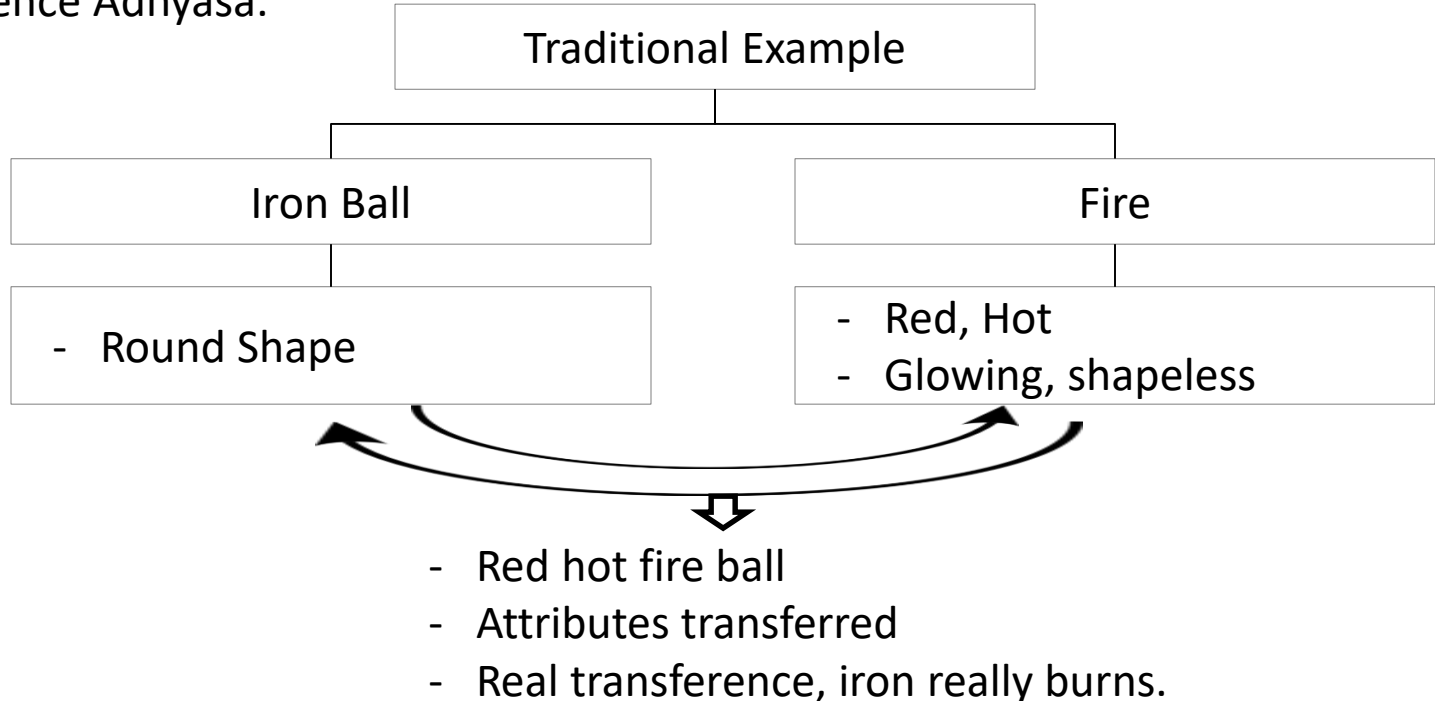 ence Adhyasa.
Traditional Example
Iron Ball
Fire
- Round Shape
- Red, Hot
- Glowing, shapeless
- Red hot fire ball
- Attributes transferred
- Real transference, iron really burns.